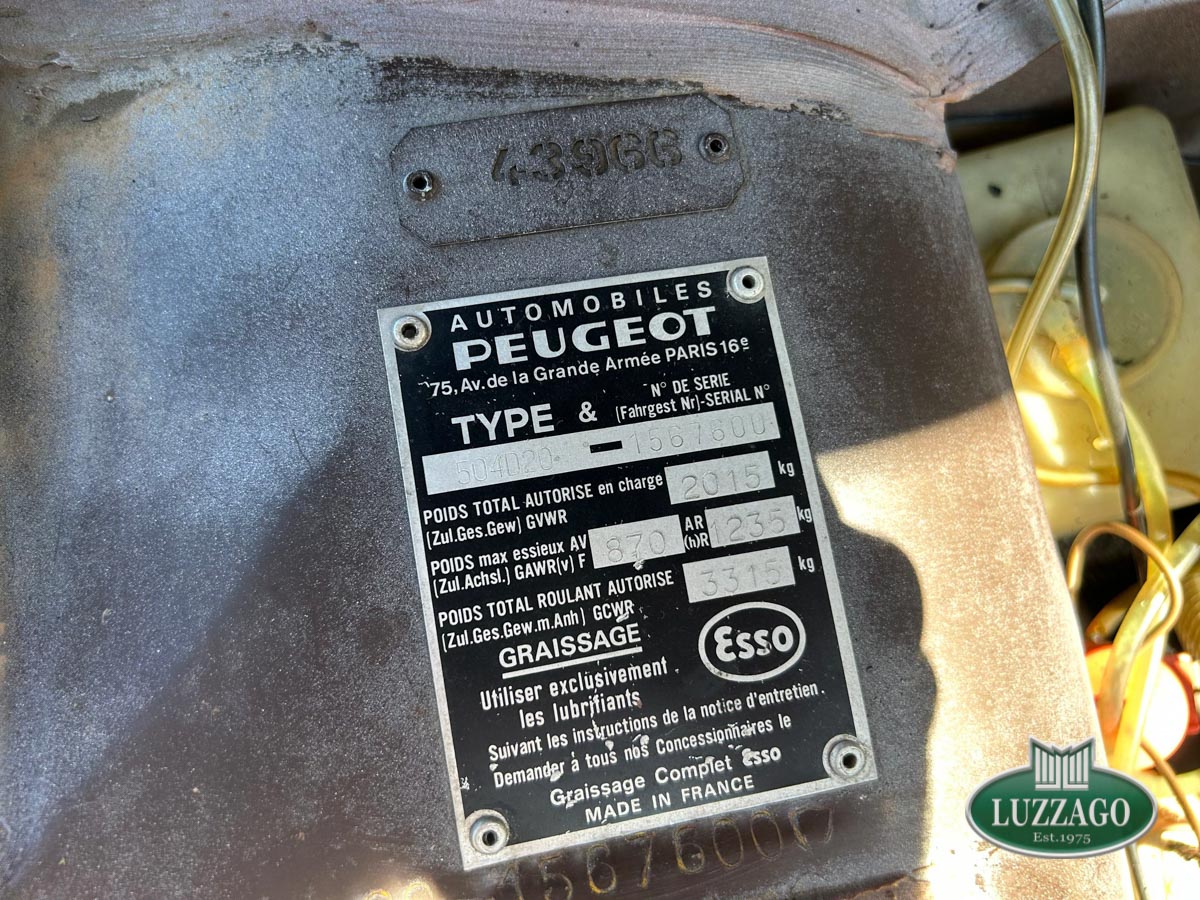 43966
AUTOMOBILES
PEUGEOT
75, Av. de la Grande Armée PARIS 16e
TYPE & N° DE SERIE
(Fahrgest Nr)-SERIAL N°
504D20 - 1567600
POIDS TOTAL AUTORISE en charge 2015 kg
(Zul.Ges.Gew) GVWR
POIDS max essieux AV 870 AR 1235 kg
(Zul.Achsl.) GAWR(v) F (h)R
POIDS TOTAL ROULANT AUTORISE 3315 kg
(Zul.Ges.Gew.m.Anh) GCWR
GRAISSAGE
Esso
Utiliser exclusivement
les lubrifiants
Suivant les instructions de la notice d'entretien.
Demander à tous nos Concessionnaires le
Graissage Complet Esso
MADE IN FRANCE
1567600
LUZZAGO
Est.1975